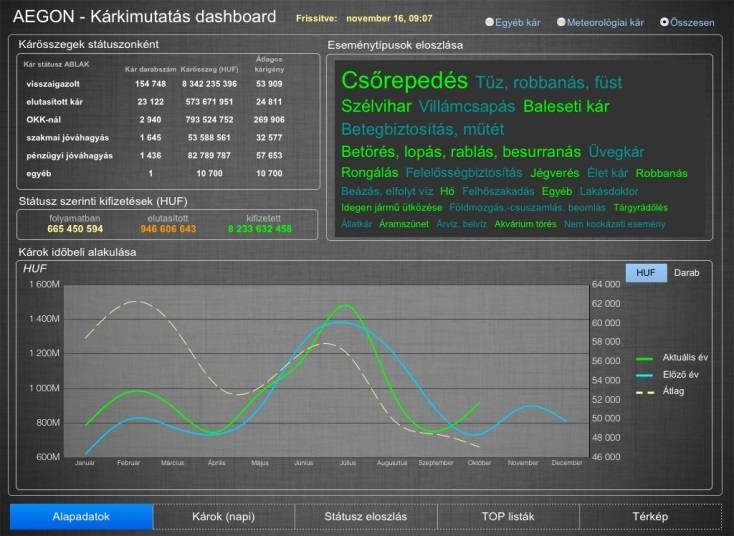 AEGON - Kárkimutatás dashboard
Frissítve: november 16, 09:07
Egyéb kár
Meteorológiai kár
Összesen
Kárösszegek státuszonként
Kár státusz ABLAK Kár darabszám Kárösszeg (HUF) Átlagos kárigény
visszaigazolt 154 748 8 342 235 396 53 909
elutasított kár 23 122 573 671 951 24 811
OKK-nál 2 940 793 524 752 269 906
szakmai jóváhagyás 1 645 53 588 561 32 577
pénzügyi jóváhagyás 1 436 82 789 787 57 653
egyéb 1 10 700 10 700
Státusz szerinti kifizetések (HUF)
folyamatban elutasított kifizetett
665 450 594 946 606 643 8 233 632 458
Eseménytípusok eloszlása
Csőrepedés Tüz, robbanás, füst
Szélvihar Villámcsapás Baleseti kár
Betegbiztosítás, műtét
Betörés, lopás, rablás, besurranás Üvegkár
Rongálás Felelősségbiztosítás Jégverés Élet kár Robbanás
Beázás, elfolyt víz Hó Felhőszakadás Egyéb Lakásdoktor
Idegen jármű ütközése Földmozgás,-csuszamlás, beomlás Tárgyrádőlés
Állatkár Áramszünet Árvíz, belvíz Akvárium törés Nem kockázati esemény
Károk időbeli alakulása
HUF
HUF Darab
1 600M
1 400M
1 200M
1 000M
800M
600M
64 000
62 000
60 000
58 000
56 000
54 000
52 000
50 000
48 000
46 000
Január Február Március Április Május Június Július Augusztus Szeptember Október November December
Aktuális év
Előző év
Átlag
Alapadatok Károk (napi) Státusz eloszlás TOP listák Térkép